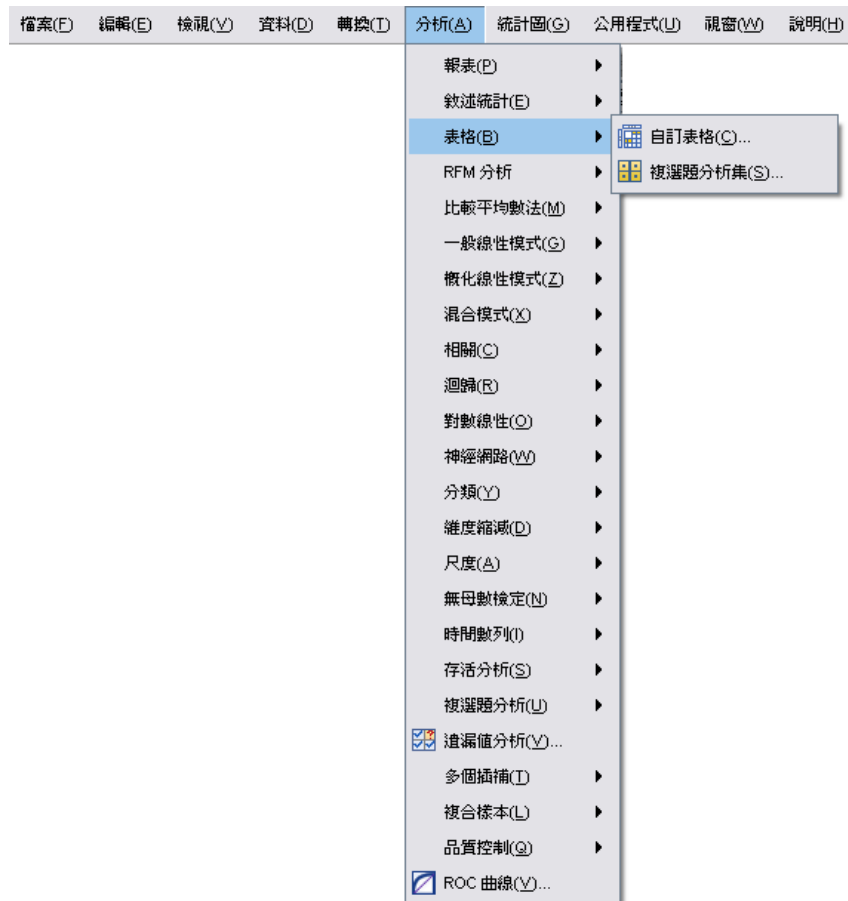 檔案(F) 編輯(E) 檢視(V) 資料(D) 轉換(T) 分析(A) 統計圖(G) 公用程式(U) 視窗(W) 說明(H)
報表(P)
敘述統計(E)
表格(B)
自訂表格(C)...
RFM 分析
複選題分析集(S)...
比較平均數法(M)
一般線性模式(G)
概化線性模式(Z)
混合模式(X)
相關(C)
迴歸(R)
對數線性(O)
神經網路(W)
分類(Y)
維度縮減(D)
尺度(A)
無母數檢定(N)
時間數列(I)
存活分析(S)
複選題分析(U)
遺漏值分析(V)...
多個插補(T)
複合樣本(L)
品質控制(Q)
ROC 曲線(V)...